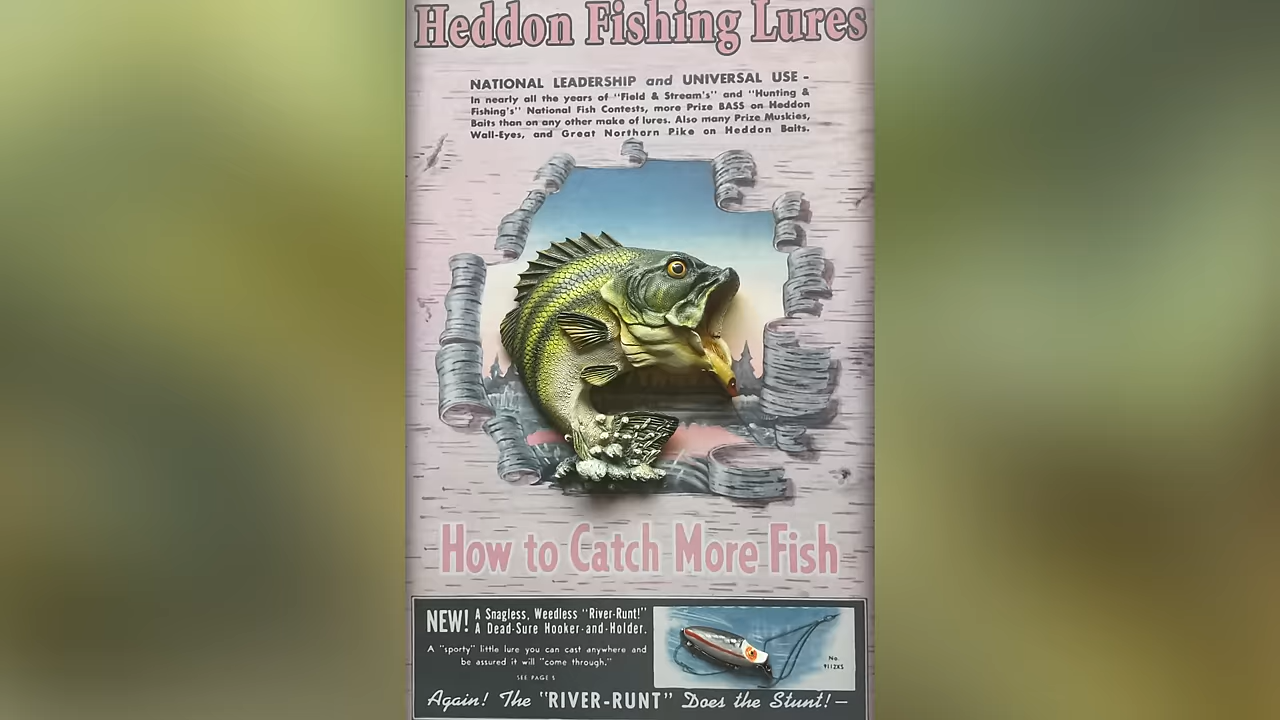 Heddon Fishing Lures
NATIONAL LEADERSHIP and UNIVERSAL USE -
In nearly all the years of "Field & Stream's" and "Hunting &
Fishing's" National Fish Contests, more Prize BASS on Heddon
Baits than on any other make of lures. Also many Prize Muskies,
Wall-Eyes, and Great Northern Pike on Heddon Baits.
How to Catch More Fish
NEW! A Snagless, Weedless "River-Runt!"
A Dead-Sure Hooker-and-Holder.
A "sporty" little lure you can cast anywhere and
be assured it will "come through."
SEE PAGE 5
No.
9112XS
Again! The "RIVER-RUNT" Does the Stunt! —